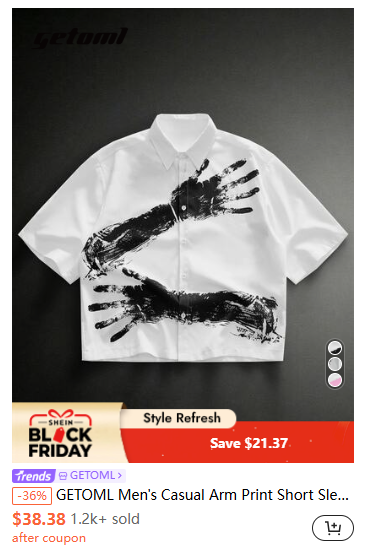 getoml
SHEIN
BLACK
FRIDAY
Style Refresh
Save $21.37
Trends GETOML >
-36% GETOML Men's Casual Arm Print Short Sle...
$38.38 1.2k+ sold
after coupon